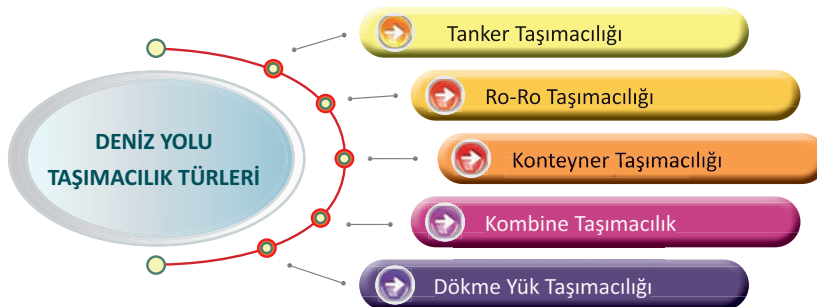 DENİZ YOLU
TAŞIMACILIK TÜRLERİ
Tanker Taşımacılığı
Ro-Ro Taşımacılığı
Konteyner Taşımacılığı
Kombine Taşımacılık
Dökme Yük Taşımacılığı